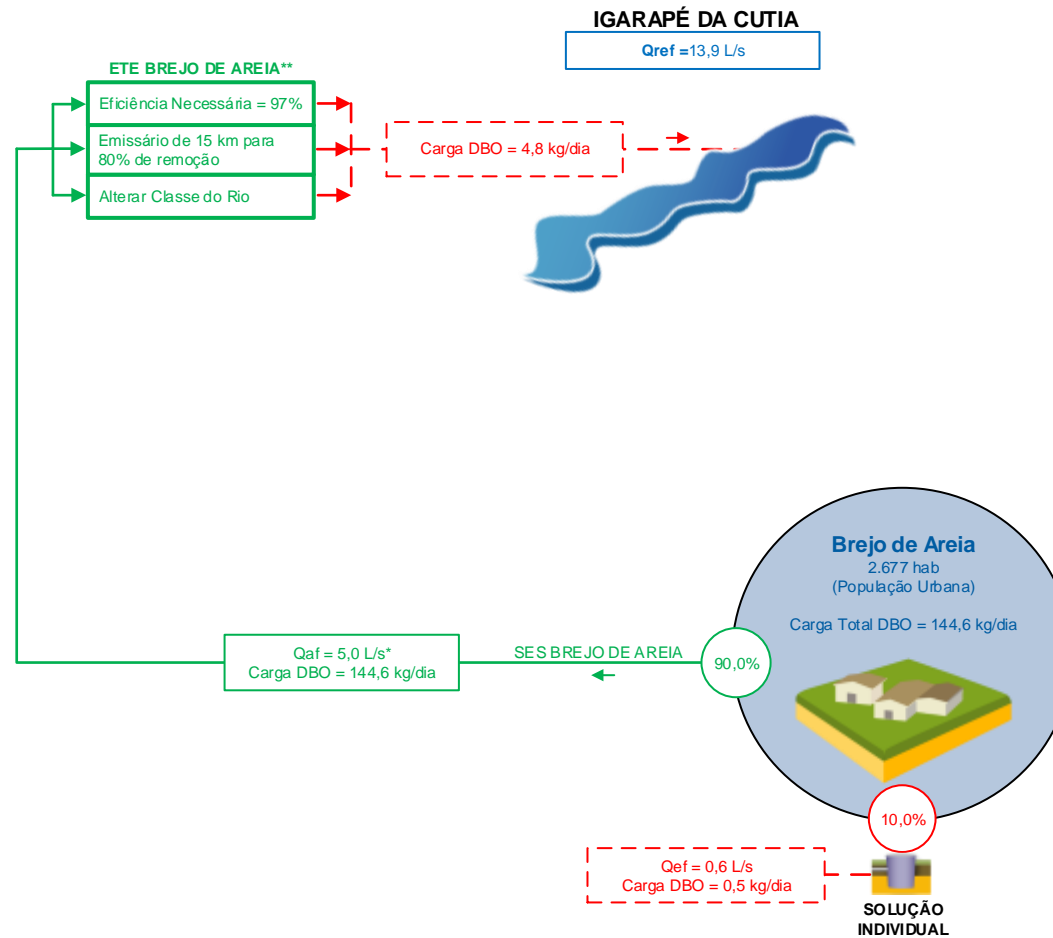 IGARAPÉ DA CUTIA
Qref =13,9 L/s
ETE BREJO DE AREIA**
Eficiência Necessária = 97%
Emissário de 15 km para
80% de remoção
Alterar Classe do Rio
Carga DBO = 4,8 kg/dia
Brejo de Areia
2.677 hab
(População Urbana)
Carga Total DBO = 144,6 kg/dia
90,0%
SES BREJO DE AREIA
Qaf = 5,0 L/s*
Carga DBO = 144,6 kg/dia
10,0%
Qef = 0,6 L/s
Carga DBO = 0,5 kg/dia
SOLUÇÃO
INDIVIDUAL